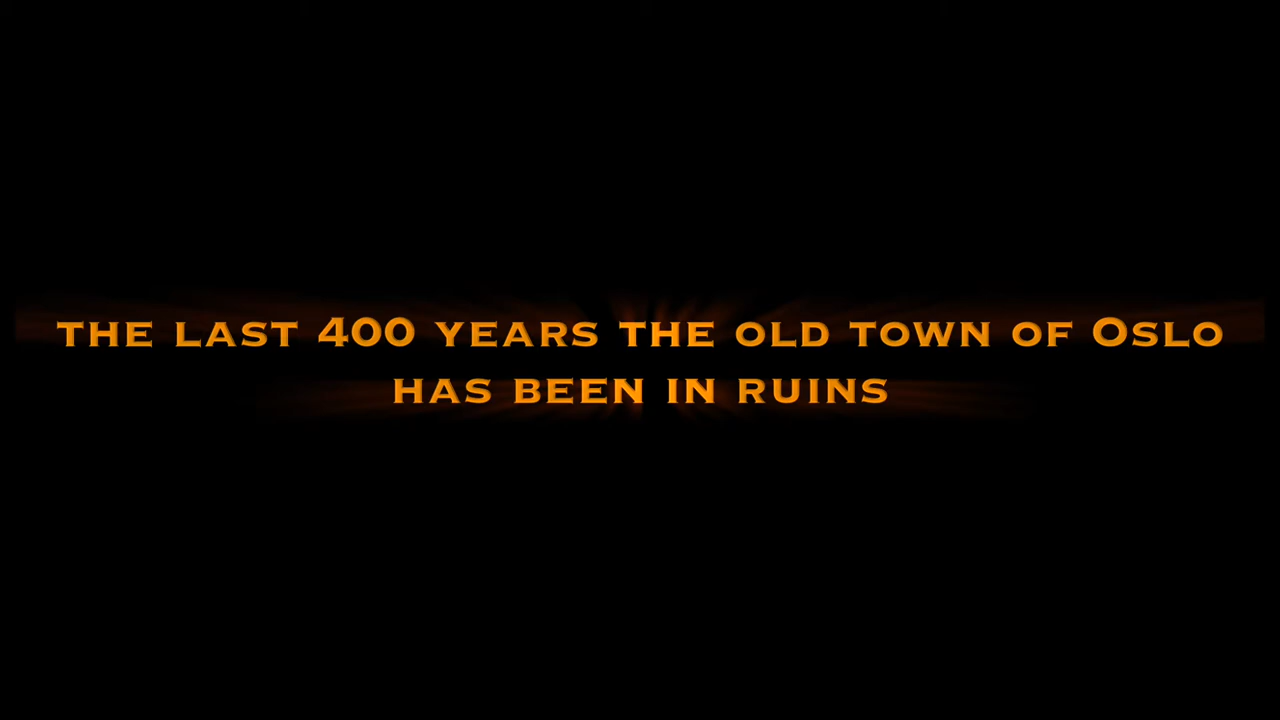 the last 400 years the old town of Oslo
has been in ruins